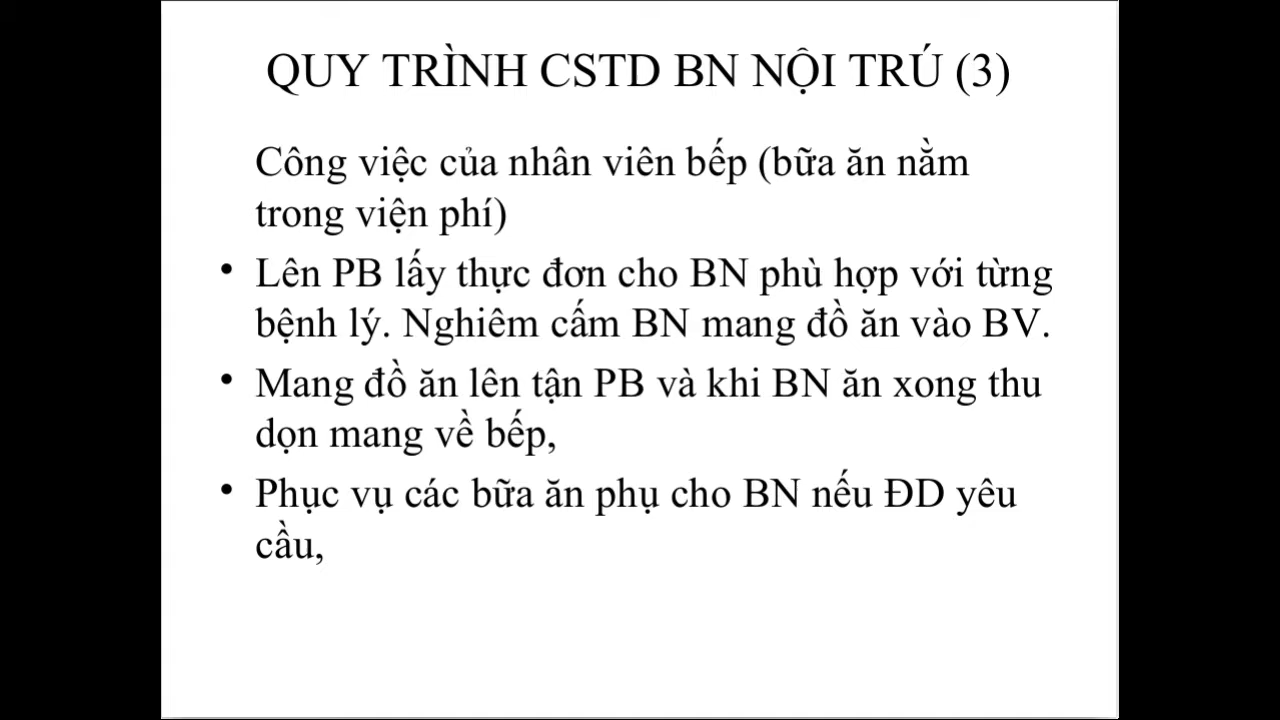 QUY TRÌNH CSTD BN NỘI TRÚ (3)
Công việc của nhân viên bếp (bữa ăn nằm
trong viện phí)
• Lên PB lấy thực đơn cho BN phù hợp với từng
bệnh lý. Nghiêm cấm BN mang đồ ăn vào BV.
• Mang đồ ăn lên tận PB và khi BN ăn xong thu
dọn mang về bếp,
• Phục vụ các bữa ăn phụ cho BN nếu ĐD yêu
cầu,